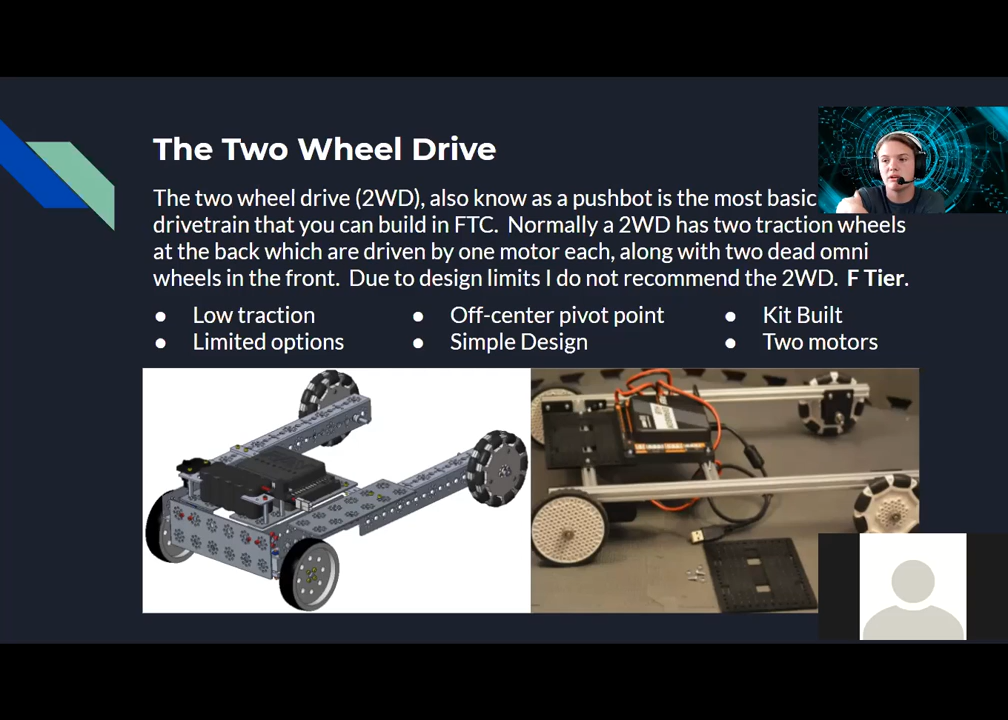 The Two Wheel Drive
The two wheel drive (2WD), also know as a pushbot is the most basic
drivetrain that you can build in FTC.  Normally a 2WD has two traction wheels
at the back which are driven by one motor each, along with two dead omni
wheels in the front.  Due to design limits I do not recommend the 2WD.  F Tier.
● Low traction
● Limited options
● Off-center pivot point
● Simple Design
● Kit Built
● Two motors